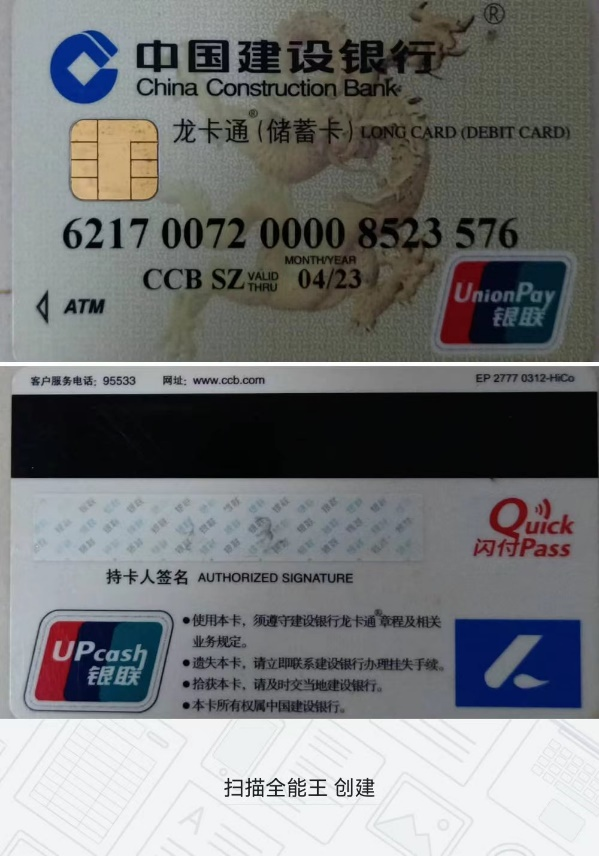 ®
中国建设银行
China Construction Bank
龙卡通®(储蓄卡) LONG CARD (DEBIT CARD)
6217 0072 0000 8523 576
MONTH/YEAR
CCB SZ VALID THRU 04/23
ATM
UnionPay
银联
客户服务电话：95533 网址：www.ccb.com EP 2777 0312-HiCo
Quick
闪付Pass
持卡人签名 AUTHORIZED SIGNATURE
UPcash
银联
●使用本卡，须遵守建设银行龙卡通®章程及相关
业务规定。
●遗失本卡，请立即联系建设银行办理挂失手续。
●拾获本卡，请及时交当地建设银行。
●本卡所有权属中国建设银行。
扫描全能王 创建